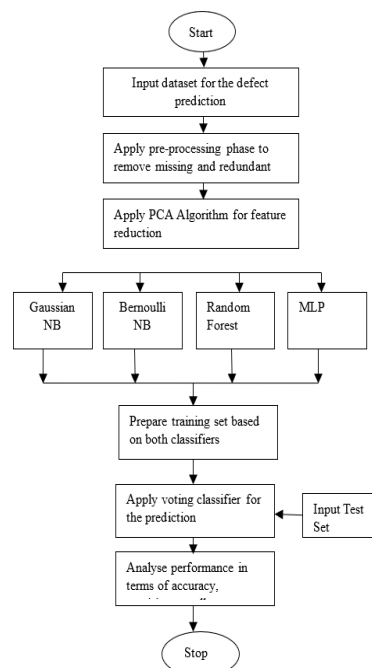 Start
Input dataset for the defect
prediction
Apply pre-processing phase to
remove missing and redundant
Apply PCA Algorithm for feature
reduction
Gaussian
NB
Bernoulli
NB
Random
Forest
MLP
Prepare training set based
on both classifiers
Apply voting classifier for
the prediction
Input Test
Set
Analyse performance in
terms of accuracy,
Stop